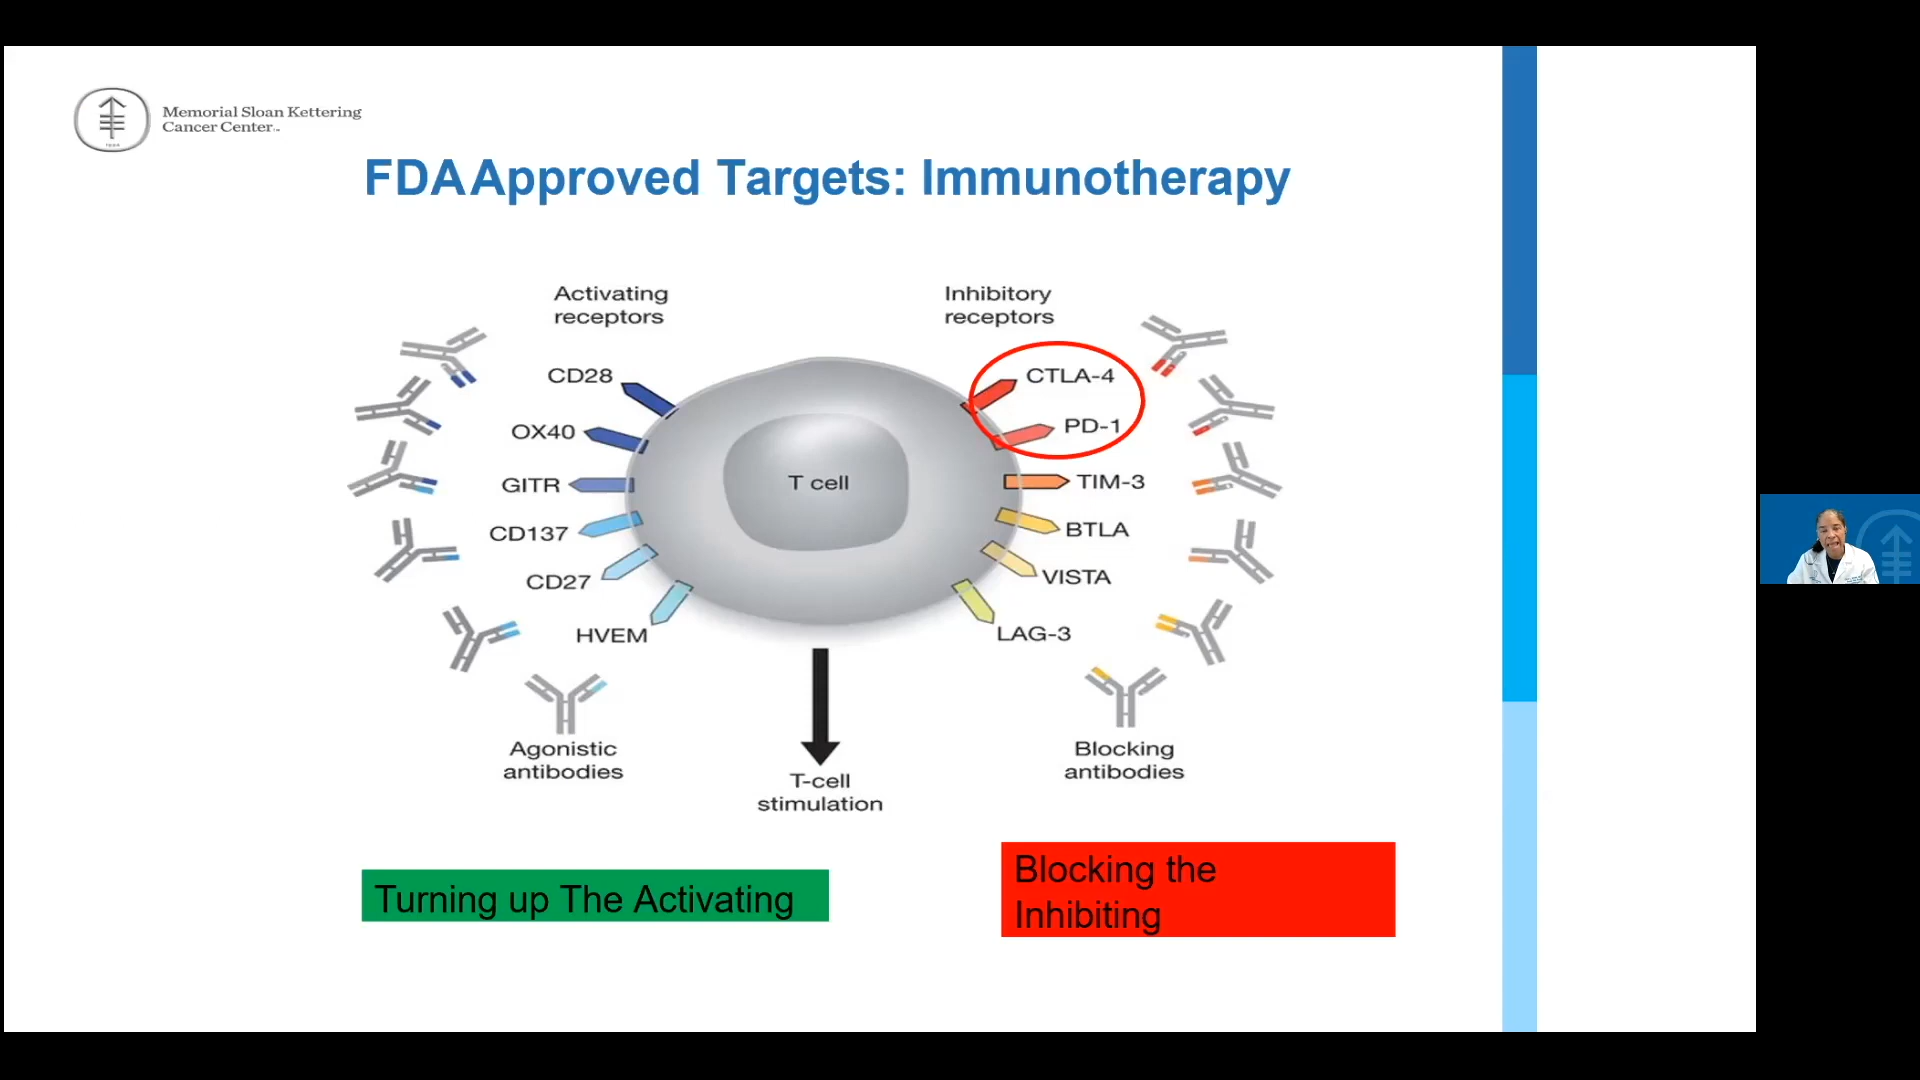 Memorial Sloan Kettering
Cancer Center
FDA Approved Targets: Immunotherapy
Activating
receptors
Inhibitory
receptors
CD28
CTLA-4
OX40
PD-1
GITR
T cell
TIM-3
CD137
BTLA
CD27
VISTA
HVEM
LAG-3
Agonistic
antibodies
Blocking
antibodies
T-cell
stimulation
Turning up The Activating
Blocking the
Inhibiting